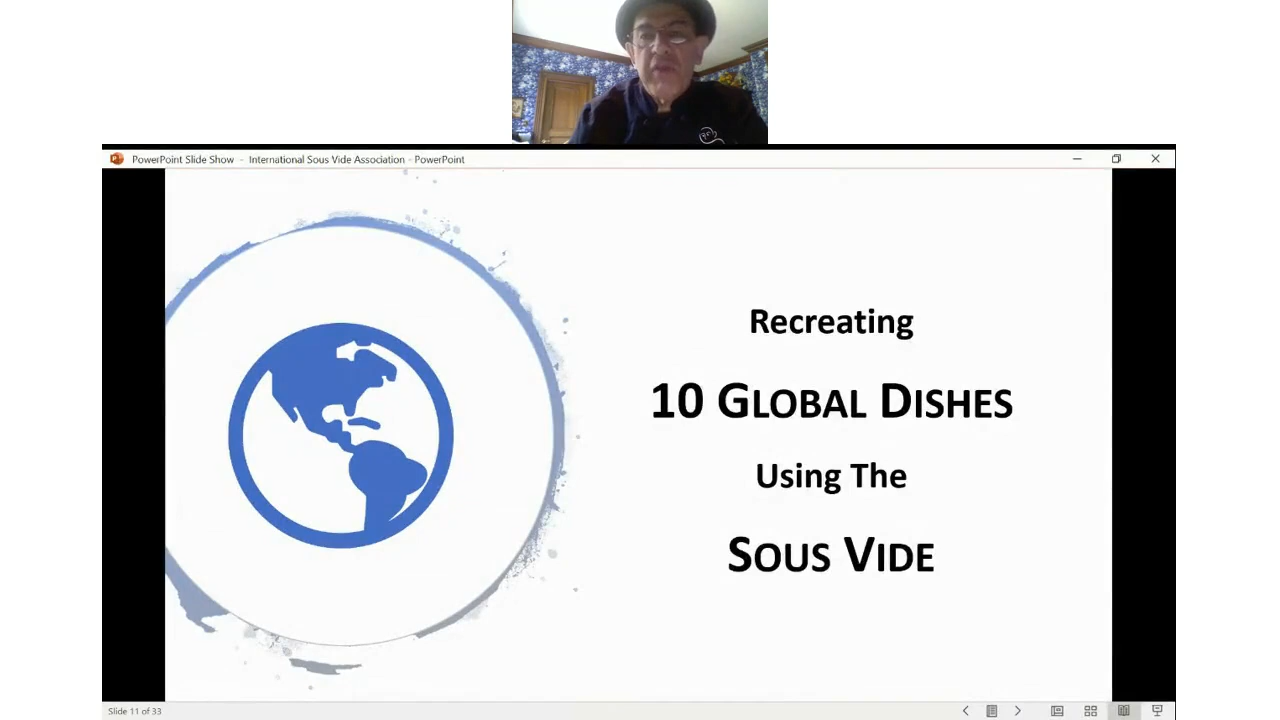 PowerPoint Slide Show - International Sous Vide Association - PowerPoint
Recreating
10 GLOBAL DISHES
Using The
SOUS VIDE
Slide 11 of 33